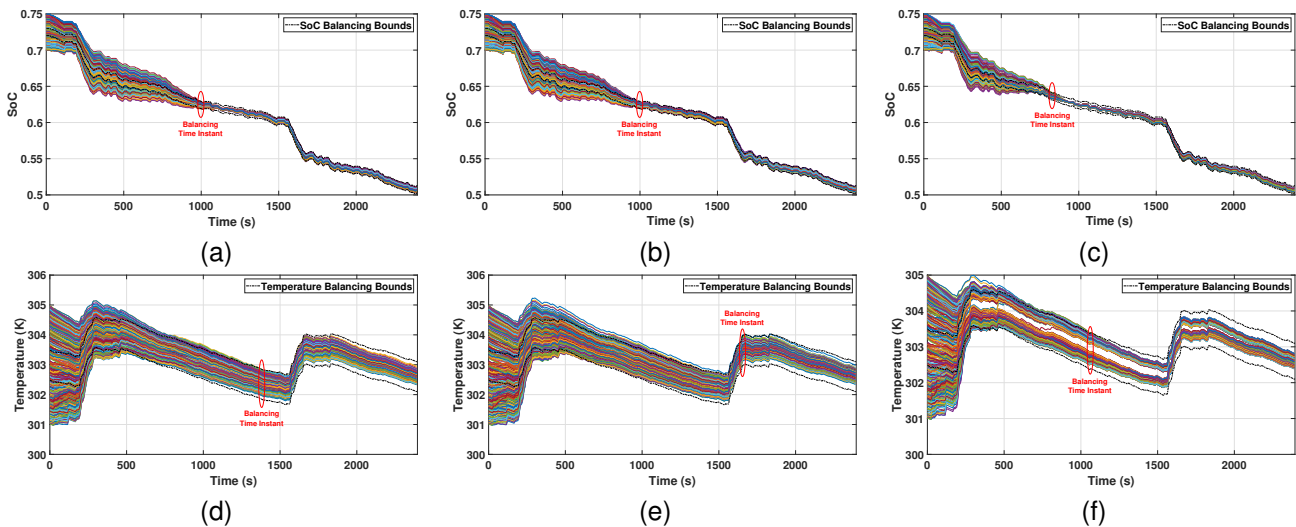 0.75
0.7
0.65
0.6
0.55
0.5
SoC
SoC Balancing Bounds
Balancing
Time Instant
0 500 1000 1500 2000
Time (s)
(a)
0.75
0.7
0.65
0.6
0.55
0.5
SoC
SoC Balancing Bounds
Balancing
Time Instant
0 500 1000 1500 2000
Time (s)
(b)
0.75
0.7
0.65
0.6
0.55
0.5
SoC
SoC Balancing Bounds
Balancing
Time Instant
0 500 1000 1500 2000
Time (s)
(c)
306
305
304
303
302
301
300
Temperature (K)
Temperature Balancing Bounds
Balancing
Time Instant
0 500 1000 1500 2000
Time (s)
(d)
306
305
304
303
302
301
300
Temperature (K)
Temperature Balancing Bounds
Balancing
Time Instant
0 500 1000 1500 2000
Time (s)
(e)
305
304
303
302
301
300
Temperature (K)
Temperature Balancing Bounds
Balancing
Time Instant
0 500 1000 1500 2000
Time (s)
(f)